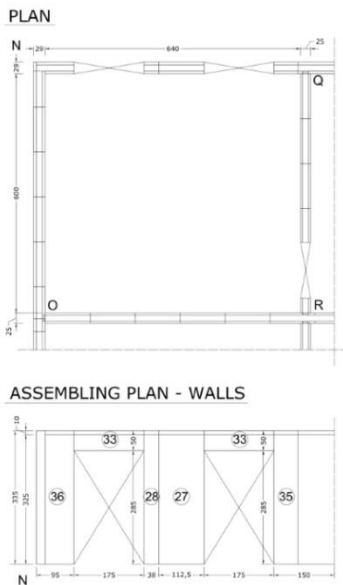 PLAN
N 29 640 25
29
Q
600
O R
25
ASSEMBLING PLAN - WALLS
10
33 50 33 50
335 325 36 285 28 27 285 35
N 95 175 38 112,5 175 150